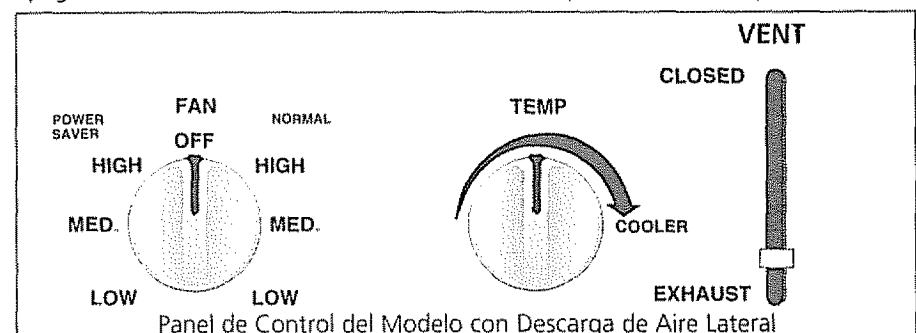 VENT
CLOSED
FAN
TEMP
POWER
SAVER
NORMAL
OFF
HIGH
HIGH
MED.
MED.
COOLER
LOW
LOW
EXHAUST
Panel de Control del Modelo con Descarga de Aire Lateral